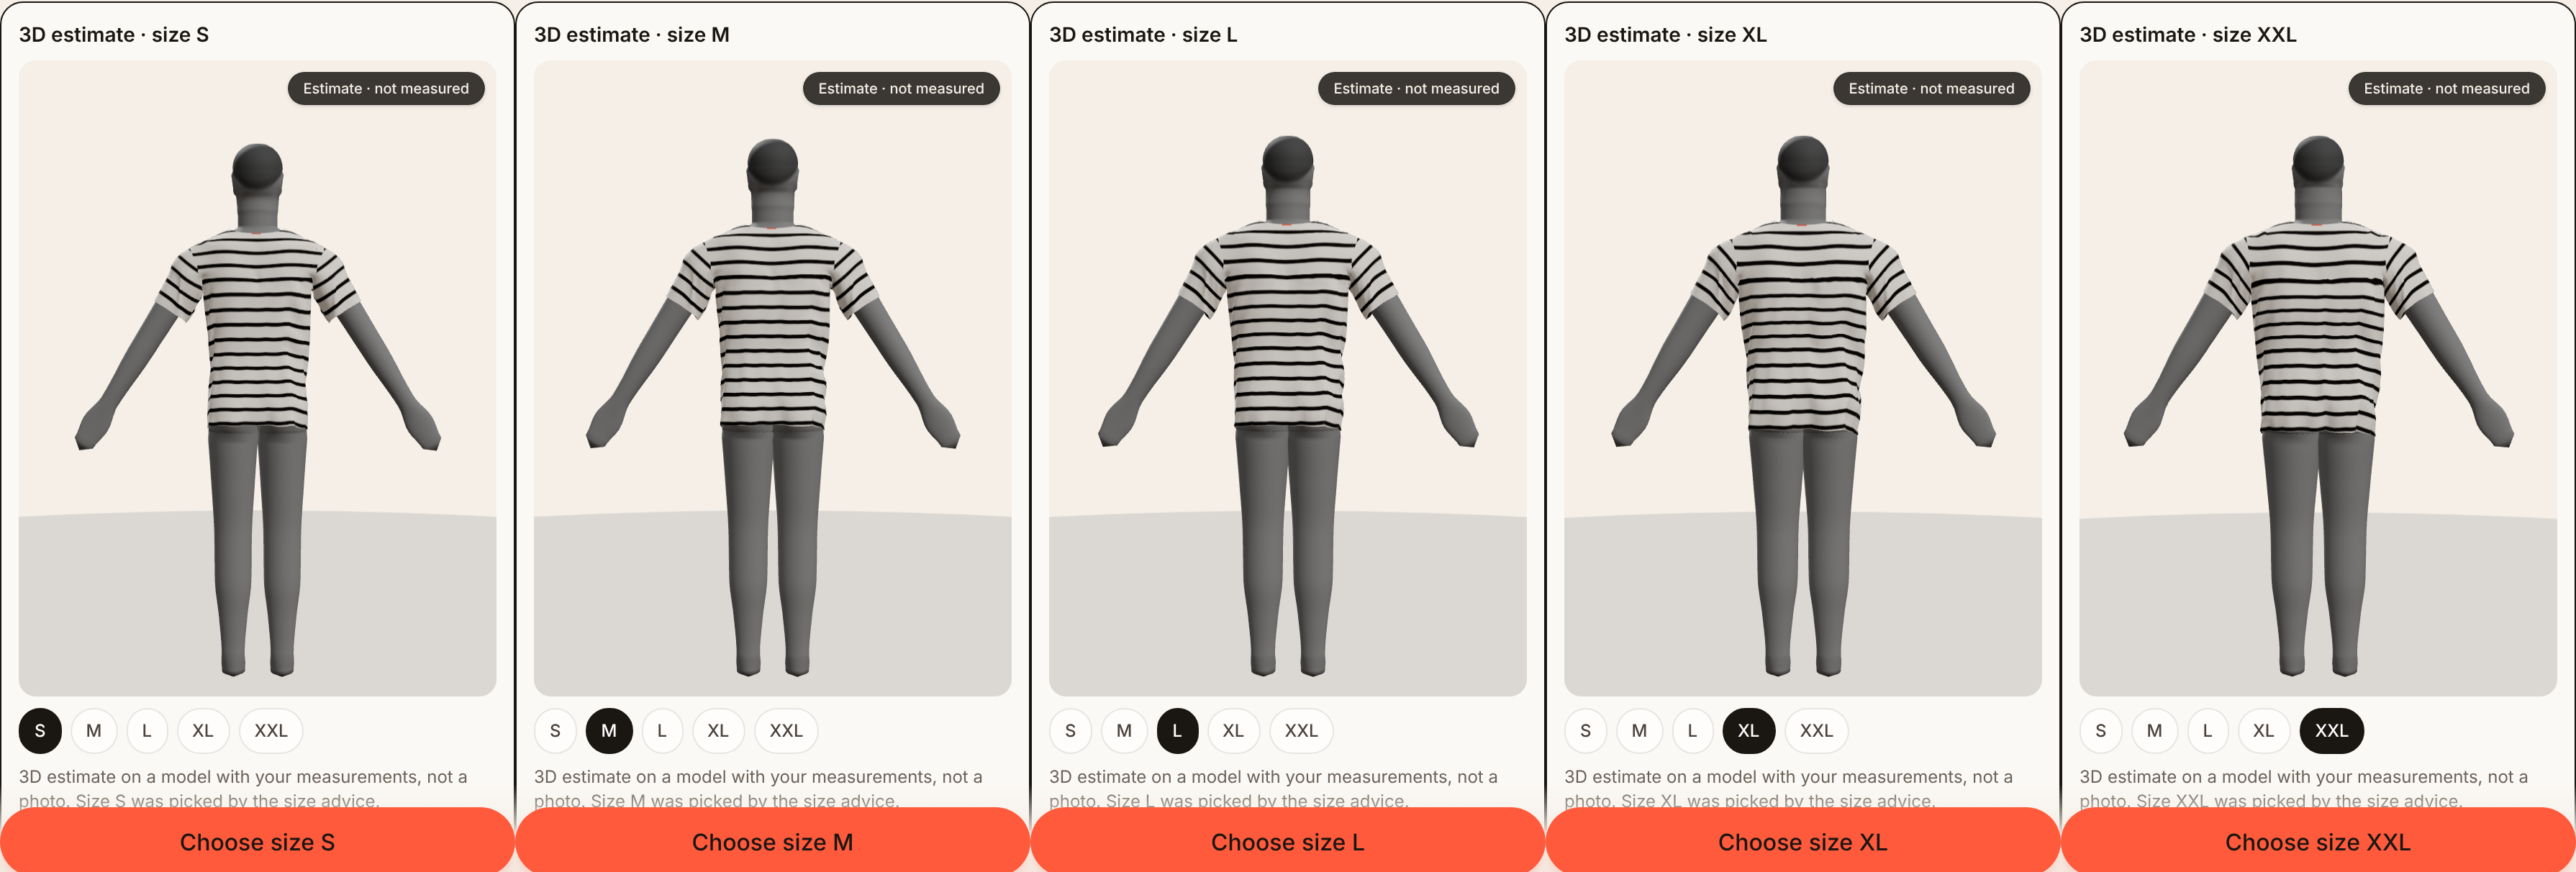 3D estimate · size S
Estimate · not measured
S M L XL XXL
3D estimate on a model with your measurements, not a
photo. Size S was picked by the size advice.
Choose size S
3D estimate · size M
Estimate · not measured
S M L XL XXL
3D estimate on a model with your measurements, not a
photo. Size M was picked by the size advice.
Choose size M
3D estimate · size L
Estimate · not measured
S M L XL XXL
3D estimate on a model with your measurements, not a
photo. Size L was picked by the size advice.
Choose size L
3D estimate · size XL
Estimate · not measured
S M L XL XXL
3D estimate on a model with your measurements, not a
photo. Size XL was picked by the size advice.
Choose size XL
3D estimate · size XXL
Estimate · not measured
S M L XL XXL
3D estimate on a model with your measurements, not a
photo. Size XXL was picked by the size advice.
Choose size XXL